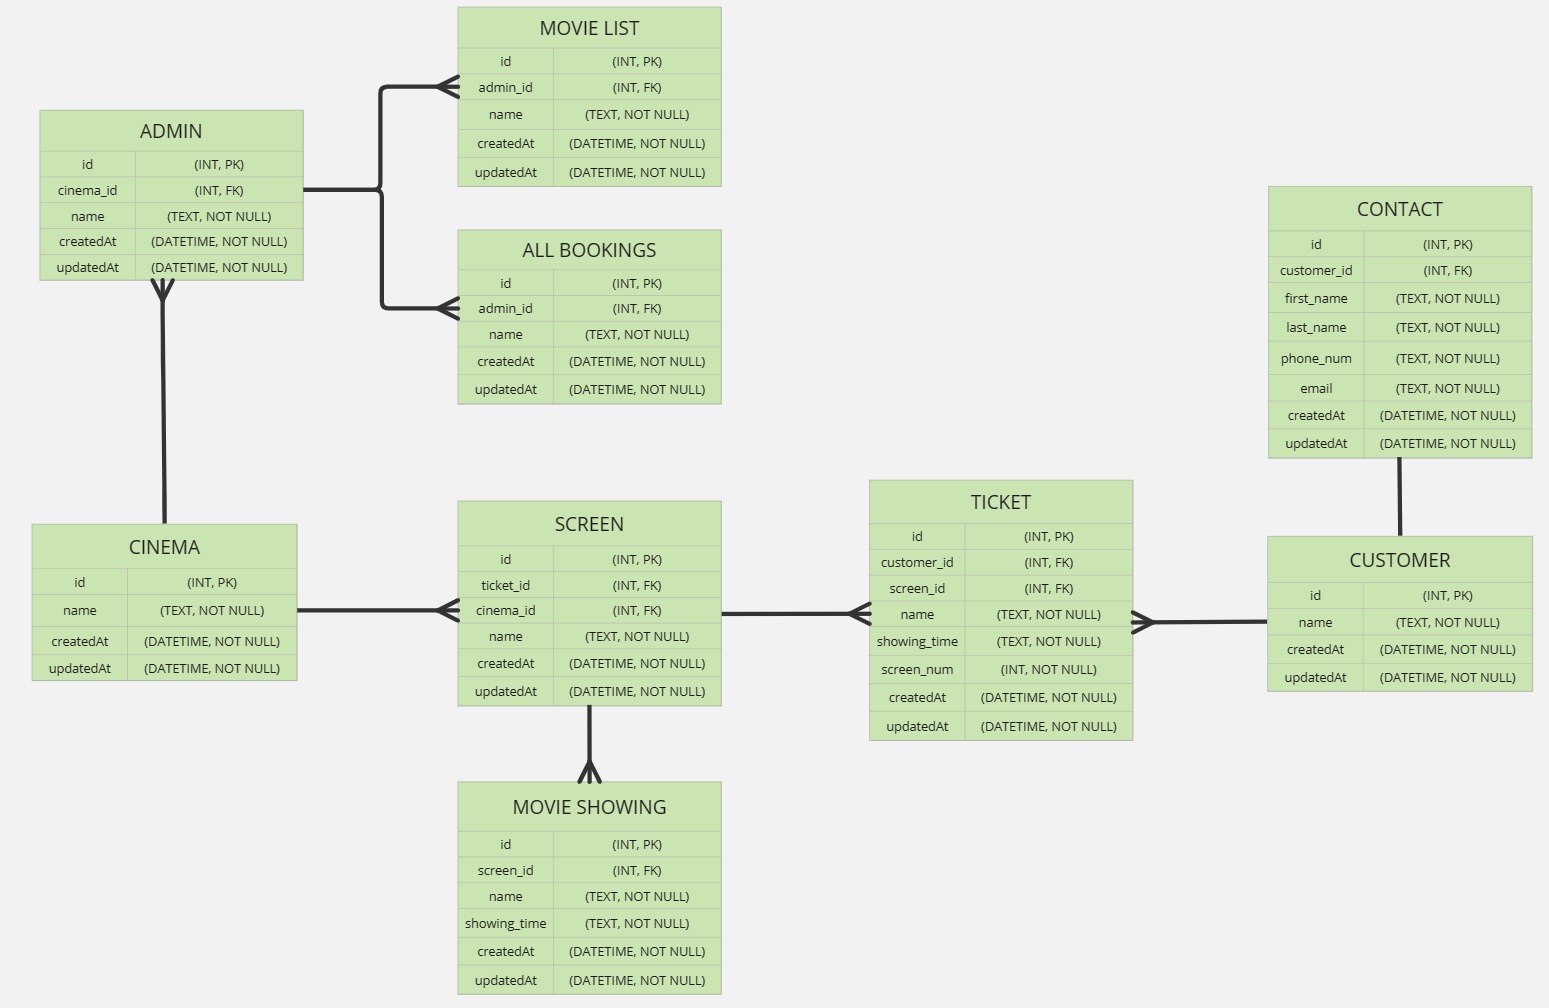 MOVIE LIST
id (INT, PK)
admin_id (INT, FK)
name (TEXT, NOT NULL)
createdAt (DATETIME, NOT NULL)
updatedAt (DATETIME, NOT NULL)
ADMIN
id (INT, PK)
cinema_id (INT, FK)
name (TEXT, NOT NULL)
createdAt (DATETIME, NOT NULL)
updatedAt (DATETIME, NOT NULL)
ALL BOOKINGS
id (INT, PK)
admin_id (INT, FK)
name (TEXT, NOT NULL)
createdAt (DATETIME, NOT NULL)
updatedAt (DATETIME, NOT NULL)
CONTACT
id (INT, PK)
customer_id (INT, FK)
first_name (TEXT, NOT NULL)
last_name (TEXT, NOT NULL)
phone_num (TEXT, NOT NULL)
email (TEXT, NOT NULL)
createdAt (DATETIME, NOT NULL)
updatedAt (DATETIME, NOT NULL)
CINEMA
id (INT, PK)
name (TEXT, NOT NULL)
createdAt (DATETIME, NOT NULL)
updatedAt (DATETIME, NOT NULL)
SCREEN
id (INT, PK)
ticket_id (INT, FK)
cinema_id (INT, FK)
name (TEXT, NOT NULL)
createdAt (DATETIME, NOT NULL)
updatedAt (DATETIME, NOT NULL)
TICKET
id (INT, PK)
customer_id (INT, FK)
screen_id (INT, FK)
name (TEXT, NOT NULL)
showing_time (TEXT, NOT NULL)
screen_num (INT, NOT NULL)
createdAt (DATETIME, NOT NULL)
updatedAt (DATETIME, NOT NULL)
CUSTOMER
id (INT, PK)
name (TEXT, NOT NULL)
createdAt (DATETIME, NOT NULL)
updatedAt (DATETIME, NOT NULL)
MOVIE SHOWING
id (INT, PK)
screen_id (INT, FK)
name (TEXT, NOT NULL)
showing_time (TEXT, NOT NULL)
createdAt (DATETIME, NOT NULL)
updatedAt (DATETIME, NOT NULL)